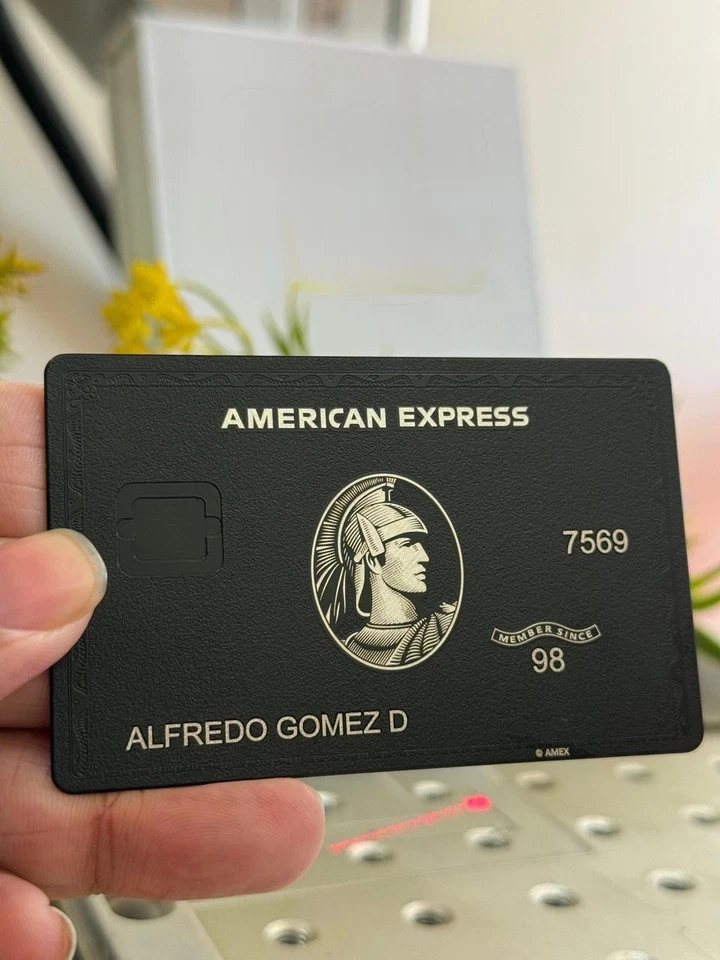 AMERICAN EXPRESS
7569
MEMBER SINCE
98
ALFREDO GOMEZ D
© AMEX